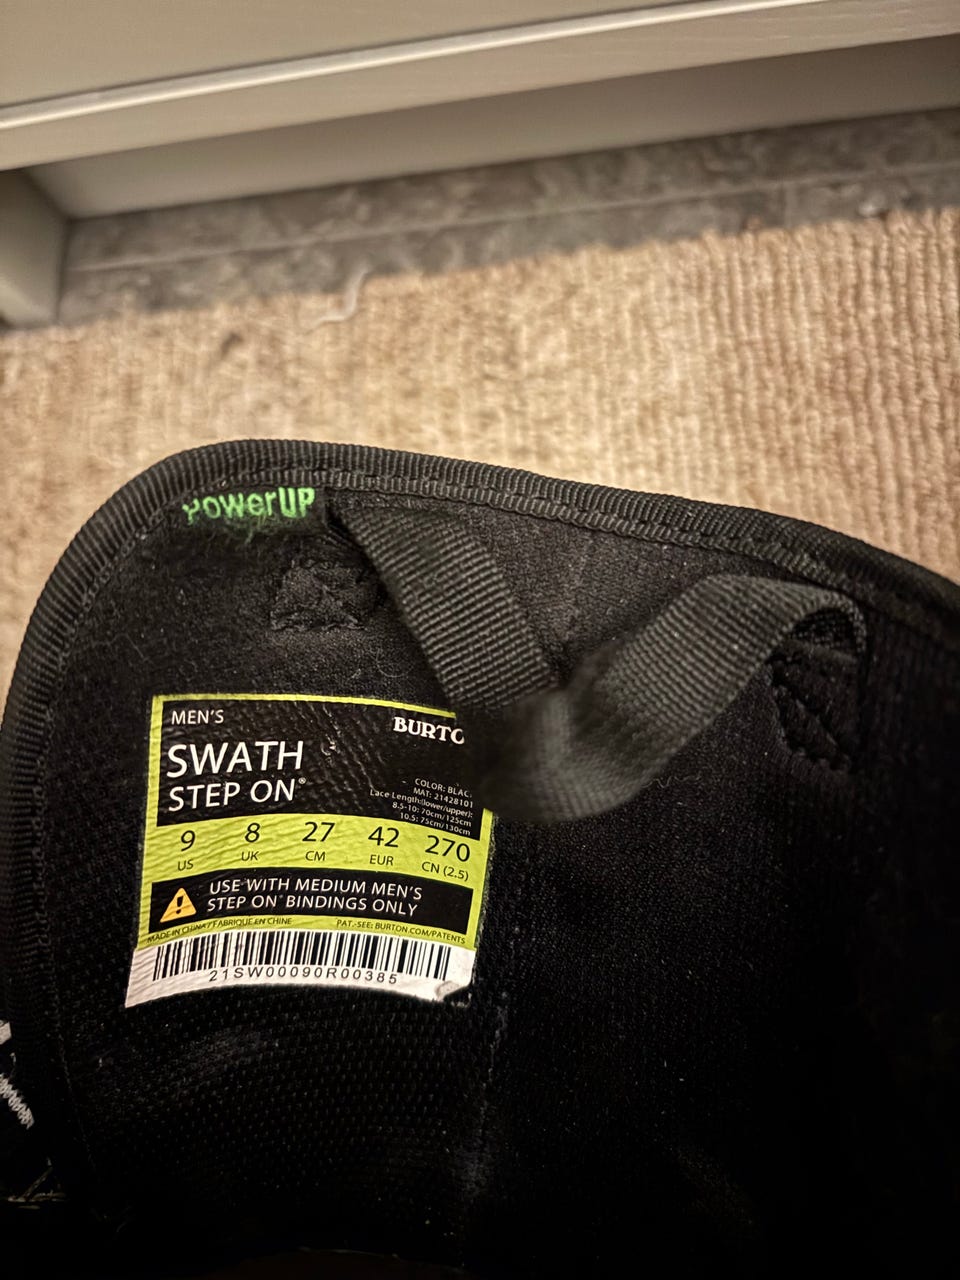 PowerUP
MEN'S
BURTO
SWATH
STEP ON®
COLOR: BLAC
MAT: 21428101
Lace Length:(lower/upper):
8.5-10: 70cm/125cm
10.5: 75cm/130cm
9 8 27 42 270
US UK CM EUR CN (2.5)
USE WITH MEDIUM MEN'S
STEP ON® BINDINGS ONLY
MADE IN CHINA / FABRIQUE EN CHINE PAT.-SEE: BURTON.COM/PATENTS
21SW00090R00385